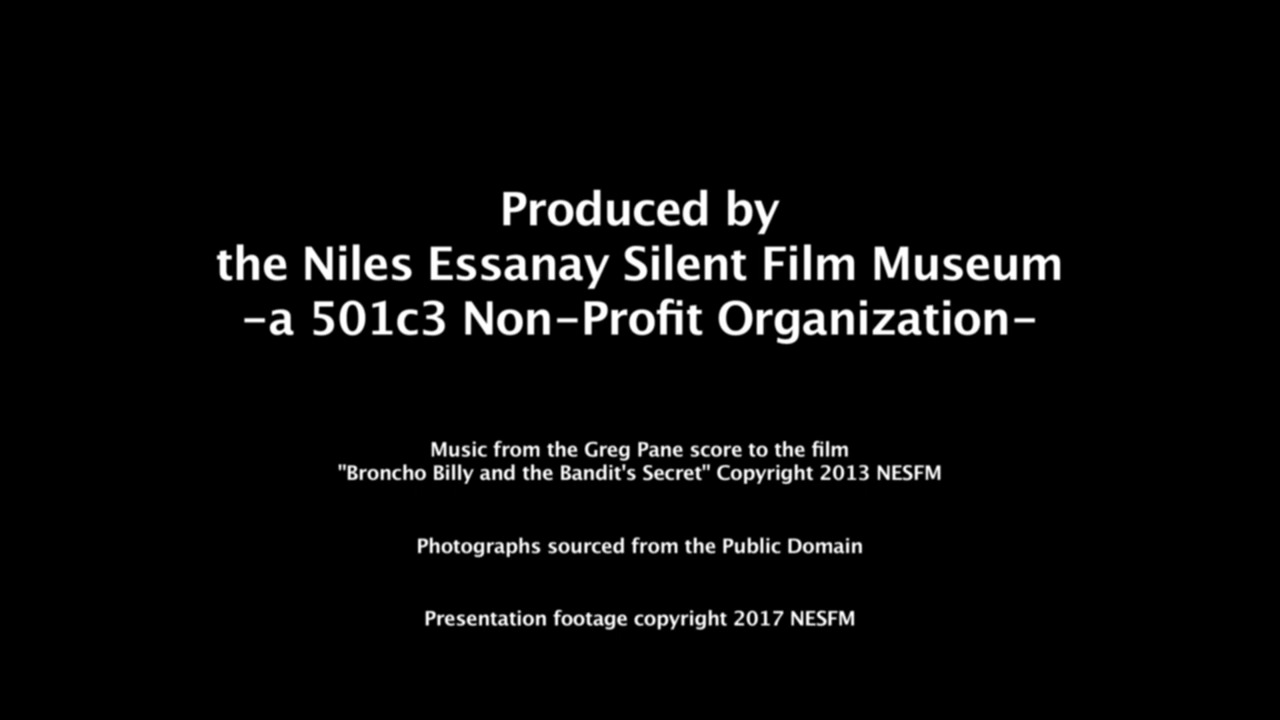 Produced by
the Niles Essanay Silent Film Museum
-a 501c3 Non-Profit Organization-
Music from the Greg Pane score to the film
"Broncho Billy and the Bandit's Secret" Copyright 2013 NESFM
Photographs sourced from the Public Domain
Presentation footage copyright 2017 NESFM